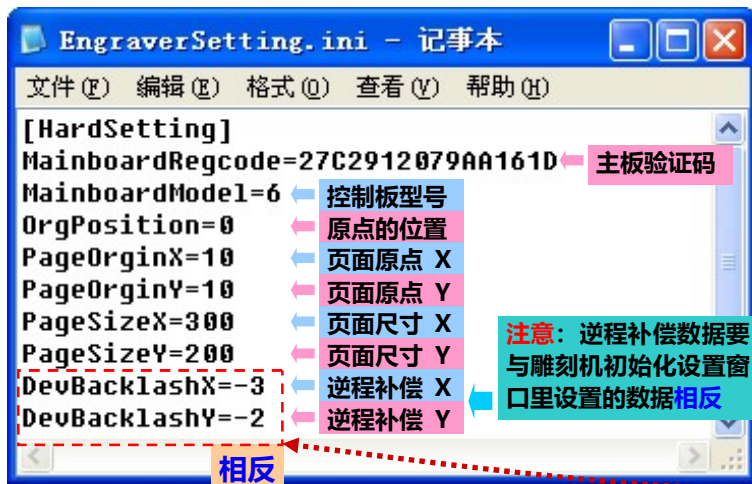 EngraverSetting.ini - 记事本
文件(F) 编辑(E) 格式(O) 查看(V) 帮助(H)
[HardSetting]
MainboardRegcode=27C2912079AA161D 主板验证码
MainboardModel=6 控制板型号
OrgPosition=0 原点的位置
PageOrginX=10 页面原点 X
PageOrginY=10 页面原点 Y
PageSizeX=300 页面尺寸 X
PageSizeY=200 页面尺寸 Y
DevBacklashX=-3 逆程补偿 X
DevBacklashY=-2 逆程补偿 Y
注意：逆程补偿数据要
与雕刻机初始化设置窗
口里设置的数据相反
相反